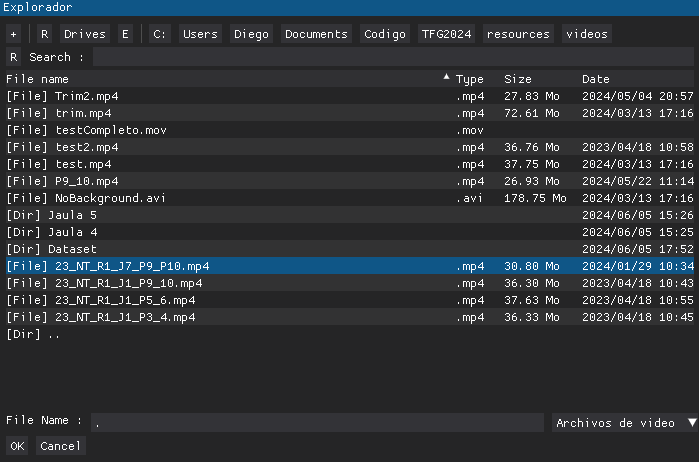 Explorador
+ R Drives E C: Users Diego Documents Codigo TFG2024 resources videos
R Search :
File name Type Size Date
[File] Trim2.mp4 .mp4 27.83 Mo 2024/05/04 20:57
[File] trim.mp4 .mp4 72.61 Mo 2024/03/13 17:16
[File] testCompleto.mov .mov
[File] test2.mp4 .mp4 36.76 Mo 2023/04/18 10:58
[File] test.mp4 .mp4 37.75 Mo 2024/03/13 17:16
[File] P9_10.mp4 .mp4 26.93 Mo 2024/05/22 11:14
[File] NoBackground.avi .avi 178.75 Mo 2024/03/13 17:16
[Dir] Jaula 5 2024/06/05 15:26
[Dir] Jaula 4 2024/06/05 15:25
[Dir] Dataset 2024/06/05 17:52
[File] 23_NT_R1_J7_P9_P10.mp4 .mp4 30.80 Mo 2024/01/29 10:34
[File] 23_NT_R1_J1_P9_10.mp4 .mp4 36.30 Mo 2023/04/18 10:43
[File] 23_NT_R1_J1_P5_6.mp4 .mp4 37.63 Mo 2023/04/18 10:55
[File] 23_NT_R1_J1_P3_4.mp4 .mp4 36.33 Mo 2023/04/18 10:45
[Dir] ..
File Name : . Archivos de video
OK Cancel